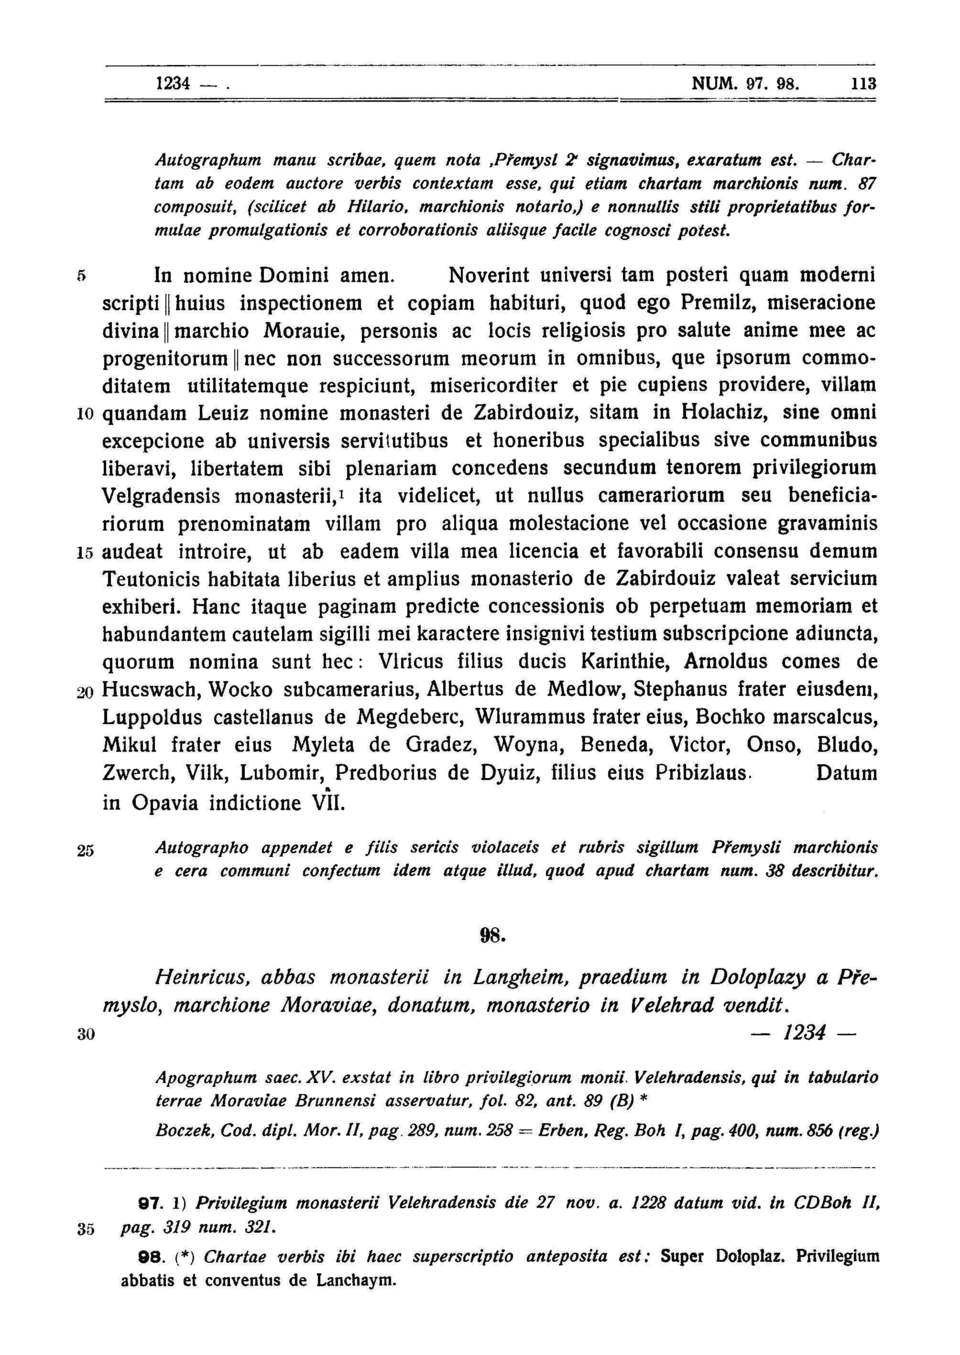 1234 — . NUM. 97. 98. 113
Autographum manu scribae, quem nota ‚Přemysl 2‘ signavimus, exaratum est. — Char-
tam ab eodem auctore verbis contextam esse, qui etiam chartam marchionis num. 87
composuit, (scilicet ab Hilario, marchionis notario,) e nonnullis stili proprietatibus for-
mulae promulgationis et corroborationis aliisque facile cognosci potest.
5 In nomine Domini amen. Noverint universi tam posteri quam moderni
scripti || huius inspectionem et copiam habituri, quod ego Premilz, miseracione
divina || marchio Morauie, personis ac locis religiosis pro salute anime mee ac
progenitorum || nec non successorum meorum in omnibus, que ipsorum commo-
ditatem utilitatemque respiciunt, misericorditer et pie cupiens providere, villam
10 quandam Leuiz nomine monasteri de Zabirdouiz, sitam in Holachiz, sine omni
excepcione ab universis servitutibus et honeribus specialibus sive communibus
liberavi, libertatem sibi plenariam concedens secundum tenorem privilegiorum
Velgradensis monasterii,¹ ita videlicet, ut nullus camerariorum seu beneficia-
riorum prenominatam villam pro aliqua molestacione vel occasione gravaminis
15 audeat introire, ut ab eadem villa mea licencia et favorabili consensu demum
Teutonicis habitata liberius et amplius monasterio de Zabirdouiz valeat servicium
exhiberi. Hanc itaque paginam predicte concessionis ob perpetuam memoriam et
habundantem cautelam sigilli mei karactere insignivi testium subscripcione adiuncta,
quorum nomina sunt hec: Vlricus filius ducis Karinthie, Arnoldus comes de
20 Hucswach, Wocko subcamerarius, Albertus de Medlow, Stephanus frater eiusdem,
Luppoldus castellanus de Megdeberc, Wlurammus frater eius, Bochko marscalcus,
Mikul frater eius Myleta de Gradez, Woyna, Beneda, Victor, Onso, Bludo,
Zwerch, Vilk, Lubomir, Predborius de Dyuiz, filius eius Pribizlaus. Datum
in Opavia indictione VII.
25 Autographo appendet e filis sericis violaceis et rubris sigillum Přemysli marchionis
e cera communi confectum idem atque illud, quod apud chartam num. 38 describitur.
98.
Heinricus, abbas monasterii in Langheim, praedium in Doloplazy a Pře-
myslo, marchione Moraviae, donatum, monasterio in Velehrad vendit.
30 — 1234 —
Apographum saec. XV. exstat in libro privilegiorum monii. Velehradensis, qui in tabulario
terrae Moraviae Brunnensi asservatur, fol. 82, ant. 89 (B) *
Boczek, Cod. dipl. Mor. II, pag. 289, num. 258 = Erben, Reg. Boh I, pag. 400, num. 856 (reg.)
97. 1) Privilegium monasterii Velehradensis die 27 nov. a. 1228 datum vid. in CDBoh II,
35 pag. 319 num. 321.
98. (*) Chartae verbis ibi haec superscriptio anteposita est: Super Doloplaz. Privilegium
abbatis et conventus de Lanchaym.